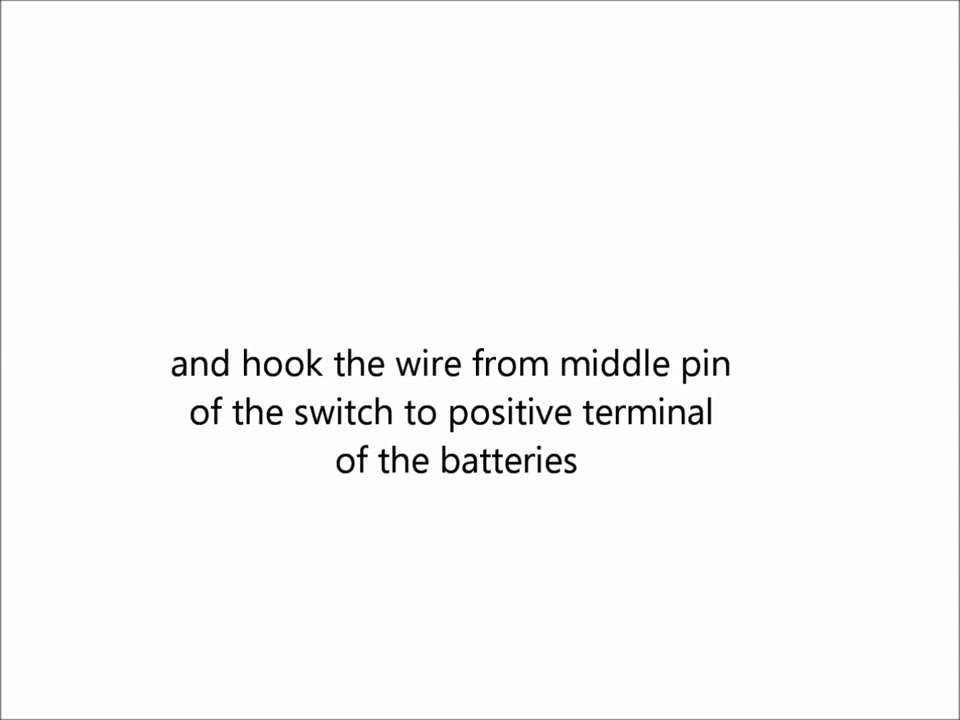 and hook the wire from middle pin
of the switch to positive terminal
of the batteries